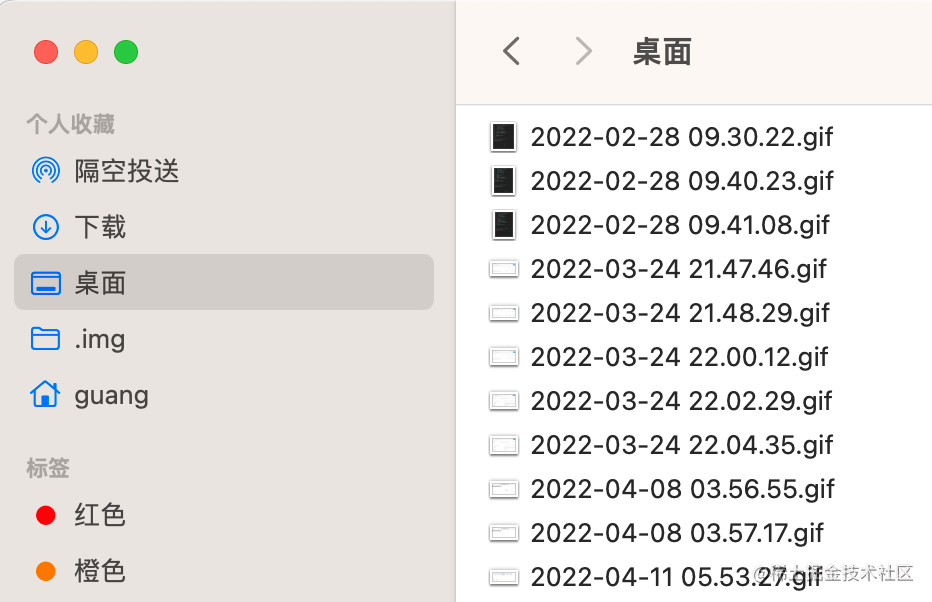 个人收藏
隔空投送
下载
桌面
.img
guang
标签
红色
橙色
桌面
2022-02-28 09.30.22.gif
2022-02-28 09.40.23.gif
2022-02-28 09.41.08.gif
2022-03-24 21.47.46.gif
2022-03-24 21.48.29.gif
2022-03-24 22.00.12.gif
2022-03-24 22.02.29.gif
2022-03-24 22.04.35.gif
2022-04-08 03.56.55.gif
2022-04-08 03.57.17.gif
2022-04-11 05.53.27.gif
@稀土掘金技术社区